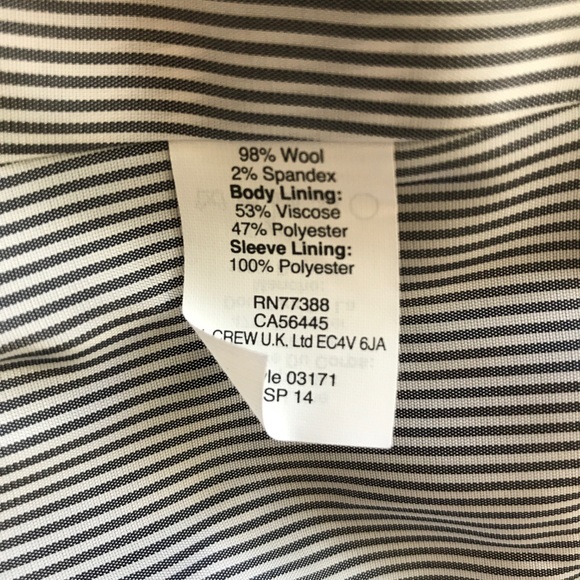 98% Wool
2% Spandex
Body Lining:
53% Viscose
47% Polyester
Sleeve Lining:
100% Polyester
RN77388
CA56445
CREW U.K. Ltd EC4V 6JA
le 03171
SP 14